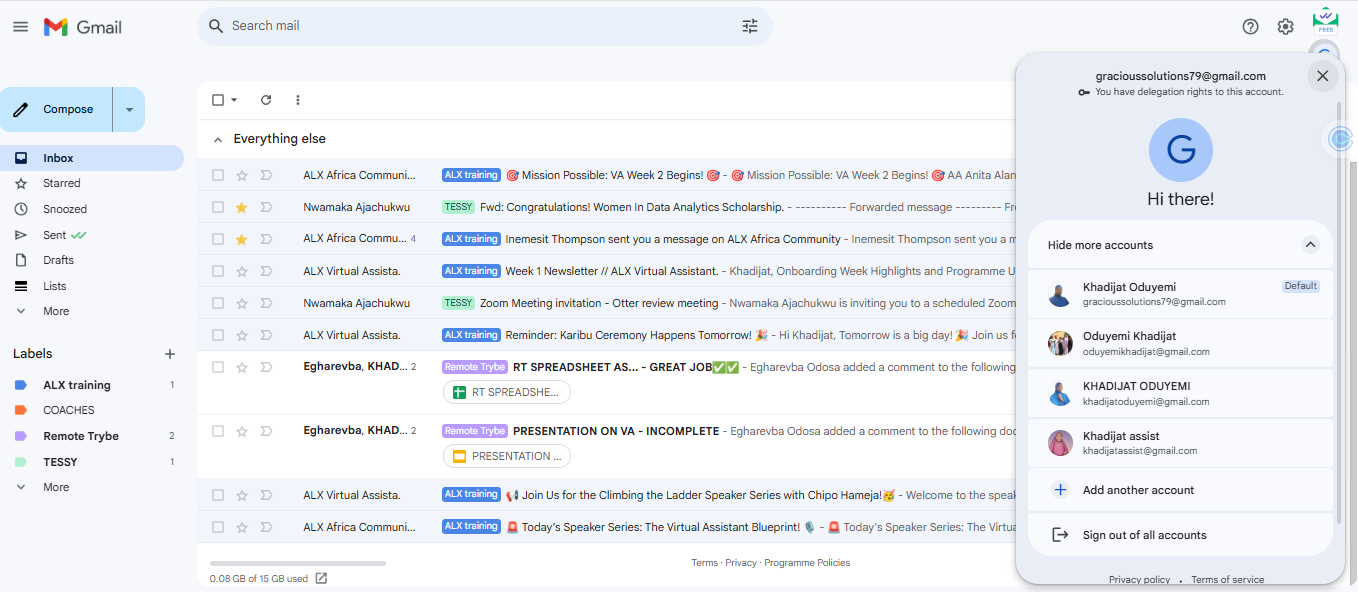 Gmail
Search mail
FREE
Compose
Inbox
Starred
Snoozed
Sent
Drafts
Lists
More
Labels
ALX training 1
COACHES
Remote Trybe 2
TESSY 1
More
Everything else
ALX Africa Communi... ALX training 🎯 Mission Possible: VA Week 2 Begins! 🎯 - 🎯 Mission Possible: VA Week 2 Begins! 🎯 AA Anita Alan
Nwamaka Ajachukwu TESSY Fwd: Congratulations! Women In Data Analytics Scholarship. - ---------- Forwarded message --------- Fr
ALX Africa Commu... 4 ALX training Inemesit Thompson sent you a message on ALX Africa Community - Inemesit Thompson sent you a m
ALX Virtual Assista. ALX training Week 1 Newsletter // ALX Virtual Assistant. - Khadijat, Onboarding Week Highlights and Programme U
Nwamaka Ajachukwu TESSY Zoom Meeting invitation - Otter review meeting - Nwamaka Ajachukwu is inviting you to a scheduled Zoom
ALX Virtual Assista. ALX training Reminder: Karibu Ceremony Happens Tomorrow! 🎉 - Hi Khadijat, Tomorrow is a big day! 🎉 Join us fo
Egharevba, KHAD... 2 Remote Trybe RT SPREADSHEET AS... - GREAT JOB✅✅ - Egharevba Odosa added a comment to the following
RT SPREADSHE...
Egharevba, KHAD... 2 Remote Trybe PRESENTATION ON VA - INCOMPLETE - Egharevba Odosa added a comment to the following doc
PRESENTATION ...
ALX Virtual Assista. ALX training 📢 Join Us for the Climbing the Ladder Speaker Series with Chipo Hameja!🥳 - Welcome to the speak
ALX Africa Communi... ALX training 🚨 Today's Speaker Series: The Virtual Assistant Blueprint! 🎙️ - 🚨 Today's Speaker Series: The Virtua
Terms · Privacy · Programme Policies
0.08 GB of 15 GB used
gracioussolutions79@gmail.com
You have delegation rights to this account.
G
Hi there!
Hide more accounts
Khadijat Oduyemi Default
gracioussolutions79@gmail.com
Oduyemi Khadijat
oduyemikhadijat@gmail.com
KHADIJAT ODUYEMI
khadijatoduyemi@gmail.com
Khadijat assist
khadijatassist@gmail.com
Add another account
Sign out of all accounts
Privacy policy . Terms of service